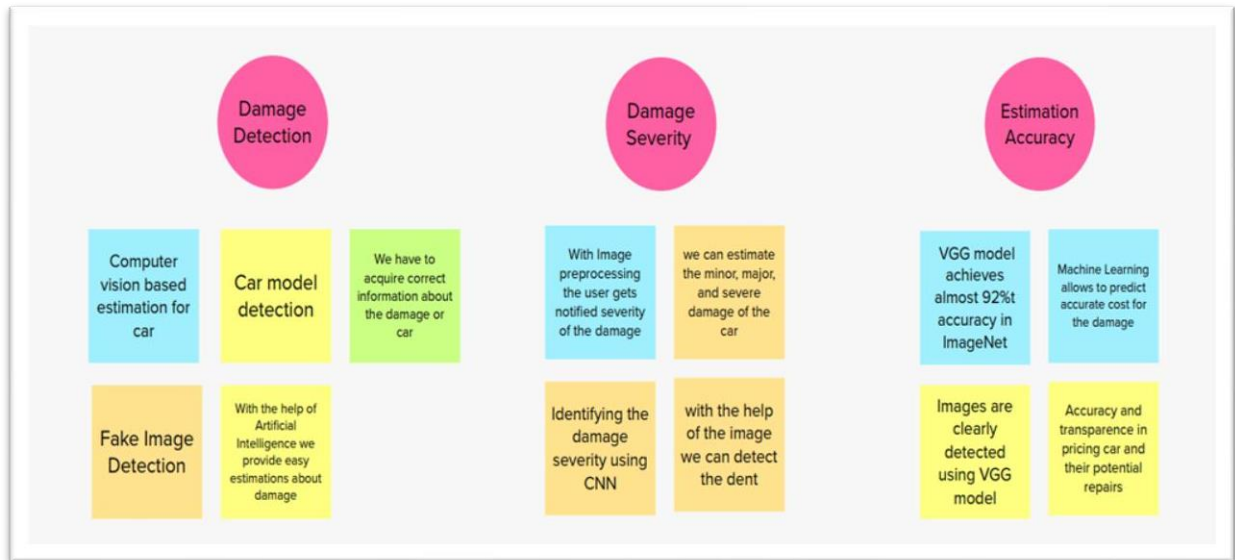 Damage
Detection
Damage
Severity
Estimation
Accuracy
Computer
vision based
estimation for
car
Car model
detection
We have to
acquire correct
information about
the damage or
car
With Image
preprocessing
the user gets
notified severity
of the damage
we can estimate
the minor, major,
and severe
damage of the
car
VGG model
achieves
almost 92%t
accuracy in
ImageNet
Machine Learning
allows to predict
accurate cost for
the damage
Fake Image
Detection
With the help of
Artificial
Intelligence we
provide easy
estimations about
damage
Identifying the
damage
severity using
CNN
with the help
of the image
we can detect
the dent
Images are
clearly
detected
using VGG
model
Accuracy and
transparence in
pricing car and
their potential
repairs